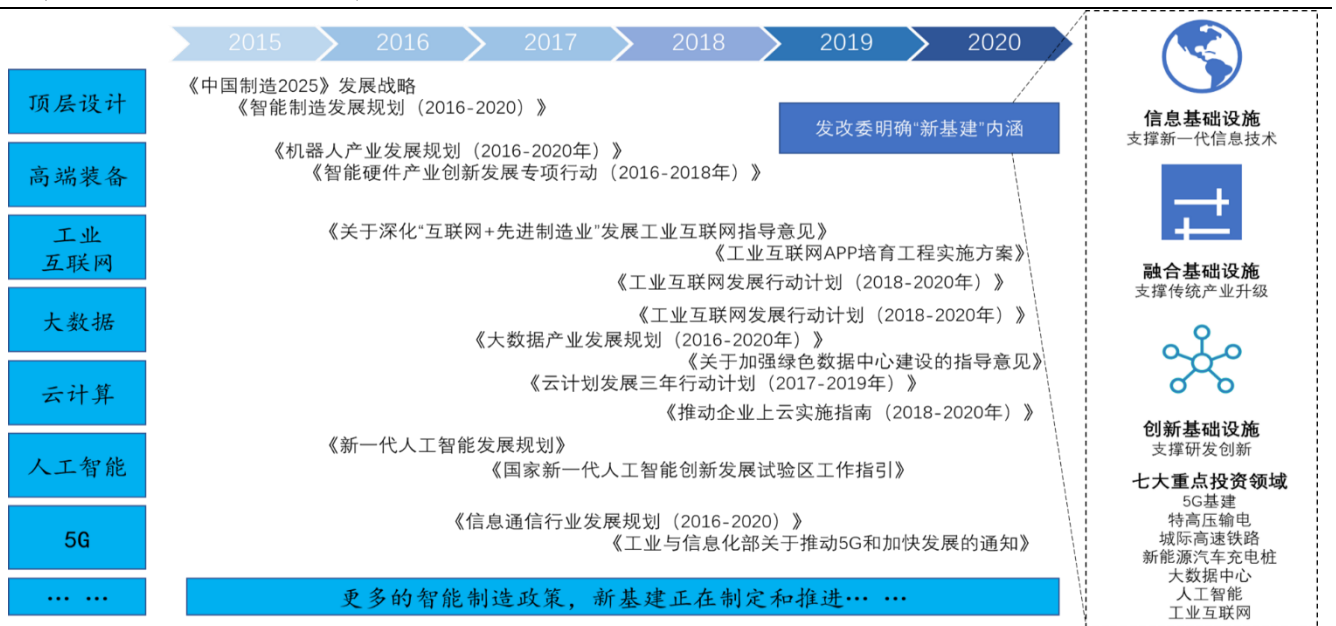 2015 2016 2017 2018 2019 2020
顶层设计
《中国制造2025》发展战略
《智能制造发展规划（2016-2020）》
发改委明确“新基建”内涵
高端装备
《机器人产业发展规划（2016-2020年）》
《智能硬件产业创新发展专项行动（2016-2018年）》
工业
互联网
《关于深化“互联网+先进制造业”发展工业互联网指导意见》
《工业互联网APP培育工程实施方案》
《工业互联网发展行动计划（2018-2020年）》
大数据
《工业互联网发展行动计划（2018-2020年）》
《大数据产业发展规划（2016-2020年）》
《关于加强绿色数据中心建设的指导意见》
云计算
《云计划发展三年行动计划（2017-2019年）》
《推动企业上云实施指南（2018-2020年）》
人工智能
《新一代人工智能发展规划》
《国家新一代人工智能创新发展试验区工作指引》
5G
《信息通信行业发展规划（2016-2020）》
《工业与信息化部关于推动5G和加快发展的通知》
… …
更多的智能制造政策，新基建正在制定和推进… …
信息基础设施
支撑新一代信息技术
融合基础设施
支撑传统产业升级
创新基础设施
支撑研发创新
七大重点投资领域
5G基建
特高压输电
城际高速铁路
新能源汽车充电桩
大数据中心
人工智能
工业互联网